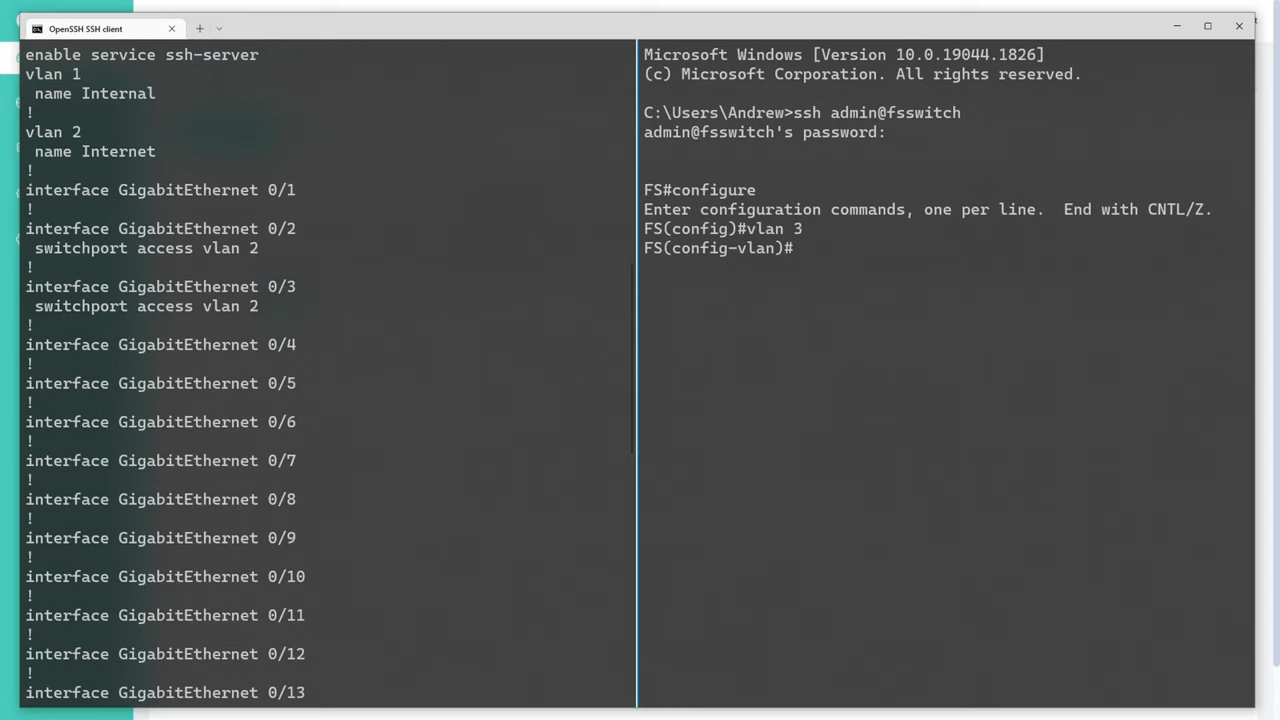 OpenSSH SSH client
enable service ssh-server
vlan 1
 name Internal
!
vlan 2
 name Internet
!
interface GigabitEthernet 0/1
!
interface GigabitEthernet 0/2
 switchport access vlan 2
!
interface GigabitEthernet 0/3
 switchport access vlan 2
!
interface GigabitEthernet 0/4
!
interface GigabitEthernet 0/5
!
interface GigabitEthernet 0/6
!
interface GigabitEthernet 0/7
!
interface GigabitEthernet 0/8
!
interface GigabitEthernet 0/9
!
interface GigabitEthernet 0/10
!
interface GigabitEthernet 0/11
!
interface GigabitEthernet 0/12
!
interface GigabitEthernet 0/13
Microsoft Windows [Version 10.0.19044.1826]
(c) Microsoft Corporation. All rights reserved.
C:\Users\Andrew>ssh admin@fsswitch
admin@fsswitch's password:
FS#configure
Enter configuration commands, one per line.  End with CNTL/Z.
FS(config)#vlan 3
FS(config-vlan)#